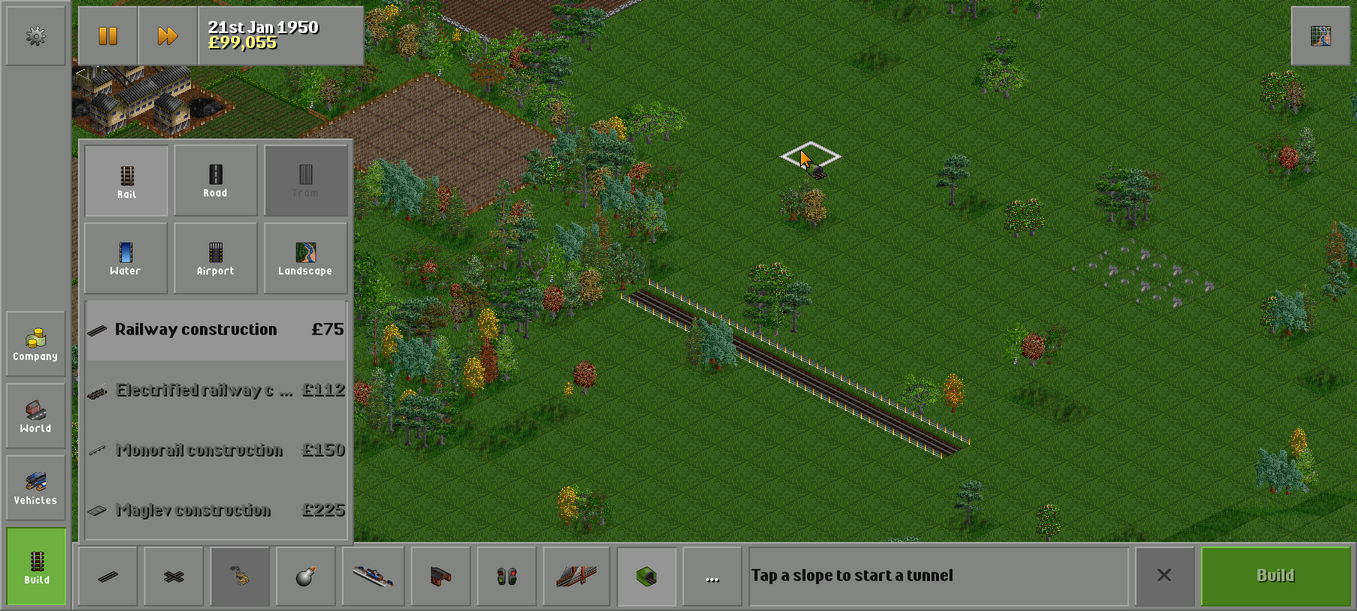 21st Jan 1950
£99,055
Rail
Road
Tram
Water
Airport
Landscape
Railway construction £75
Electrified railway c ... £112
Monorail construction £150
Maglev construction £225
Company
World
Vehicles
Build
...
Tap a slope to start a tunnel
Build